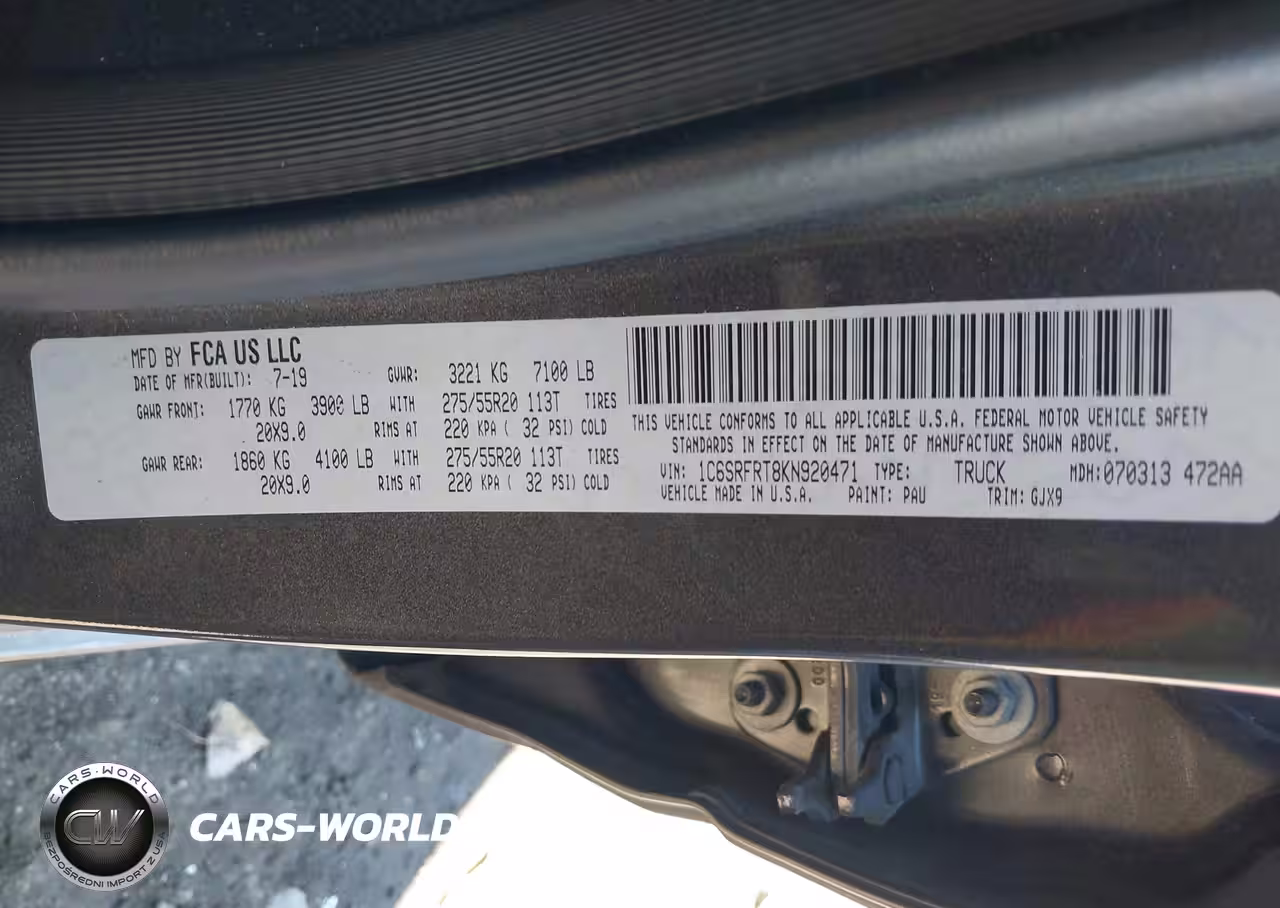 MFD BY FCA US LLC
DATE OF MFR(BUILT): 7-19 GVWR: 3221 KG 7100 LB
GAWR FRONT: 1770 KG 3900 LB WITH 275/55R20 113T TIRES
20X9.0 RIMS AT 220 KPA ( 32 PSI) COLD
GAWR REAR: 1860 KG 4100 LB WITH 275/55R20 113T TIRES
20X9.0 RIMS AT 220 KPA ( 32 PSI) COLD
THIS VEHICLE CONFORMS TO ALL APPLICABLE U.S.A. FEDERAL MOTOR VEHICLE SAFETY
STANDARDS IN EFFECT ON THE DATE OF MANUFACTURE SHOWN ABOVE.
VIN: 1C6SRFRT8KN920471 TYPE: TRUCK MDH:070313 472AA
VEHICLE MADE IN U.S.A. PAINT: PAU TRIM: GJX9
CARS-WORLD
CW
BEZPOŚREDNI IMPORT Z USA
CARS-WORLD